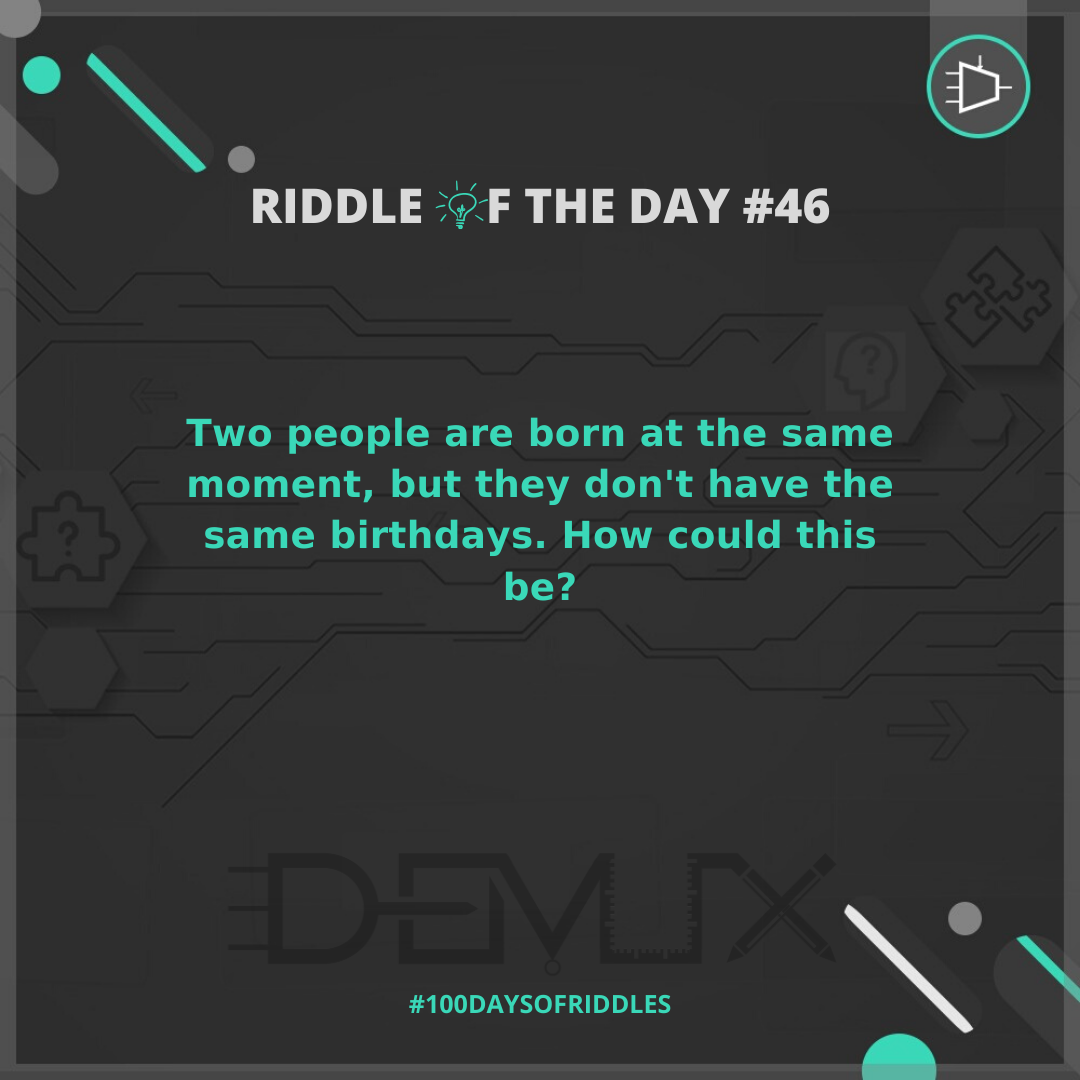 RIDDLE OF THE DAY #46
Two people are born at the same
moment, but they don't have the
same birthdays. How could this
be?
DEMUX
#100DAYSOFRIDDLES